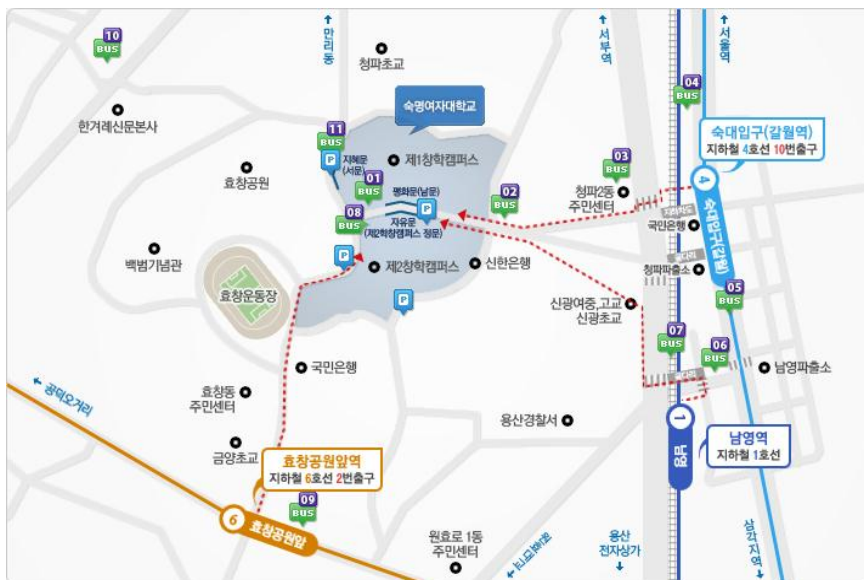 10
BUS
만리동
청파초교
서부역
서울역
04
BUS
숙명여자대학교
한겨레신문본사
11
BUS
P
지혜문
(서문)
제1창학캠퍼스
숙대입구(갈월역)
지하철 4호선 10번출구
03
BUS
효창공원
01
BUS
평화문(남문)
P
02
BUS
청파2동
주민센터
4
숙대입구(갈월)
지하차도
국민은행
08
BUS
자유문
(제2창학캠퍼스 정문)
P
백범기념관
제2창학캠퍼스
신한은행
굴다리
청파파출소
효창운동장
P
신광여중,고교
신광초교
05
BUS
07
BUS
06
BUS
국민은행
굴다리
남영파출소
공덕오거리
효창동
주민센터
용산경찰서
1
남영
남영역
지하철 1호선
금양초교
효창공원앞역
지하철 6호선 2번출구
09
BUS
6
효창공원앞
원효로 1동
주민센터
용산
전자상가
삼각지역